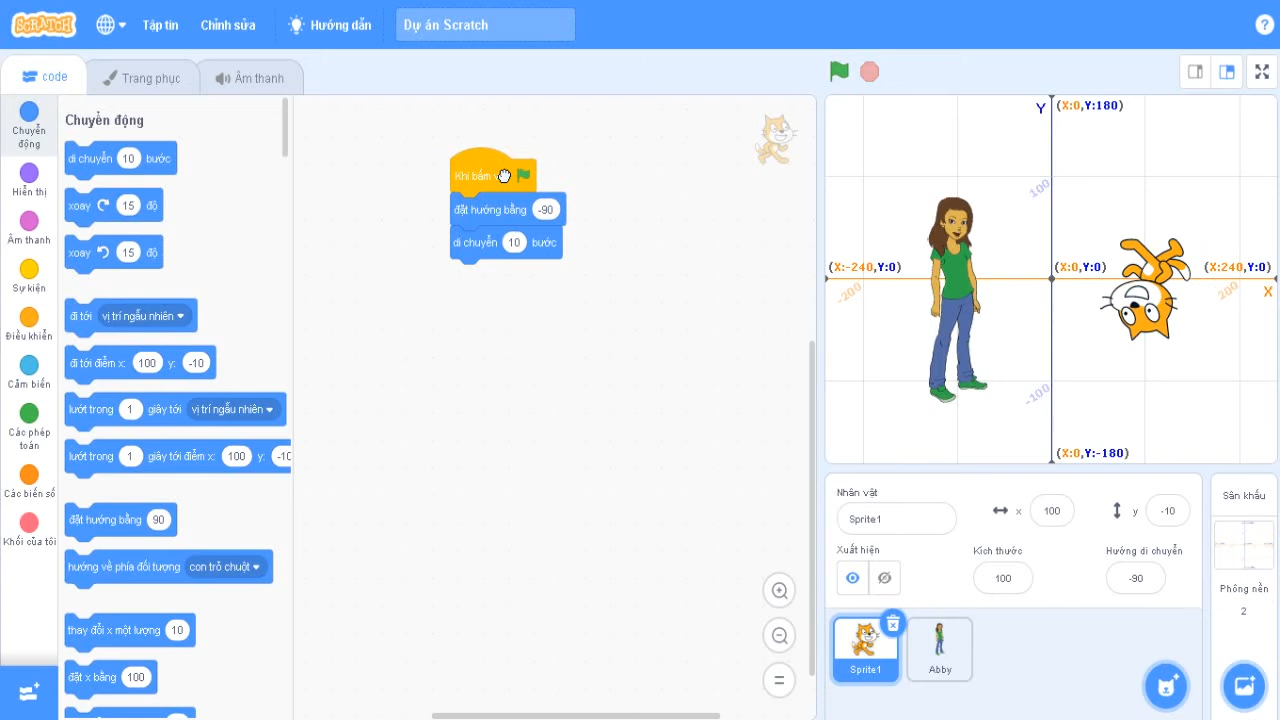 SCRATCH
Tập tin
Chỉnh sửa
Hướng dẫn
Dự án Scratch
?
code
Trang phục
Âm thanh
Chuyển động
Hiển thị
Âm thanh
Sự kiện
Điều khiển
Cảm biến
Các phép toán
Các biến số
Khối của tôi
Chuyển động
di chuyển 10 bước
xoay 15 độ
xoay 15 độ
đi tới vị trí ngẫu nhiên
đi tới điểm x: 100 y: -10
lướt trong 1 giây tới vị trí ngẫu nhiên
lướt trong 1 giây tới điểm x: 100 y: -10
đặt hướng bằng 90
hướng về phía đối tượng con trỏ chuột
thay đổi x một lượng 10
đặt x bằng 100
Khi bấm
đặt hướng bằng -90
di chuyển 10 bước
Y (X:0,Y:180)
100
(X:-240,Y:0) (X:0,Y:0) (X:240,Y:0)
-200 200 X
-100
(X:0,Y:-180)
Nhân vật
Sprite1
x 100
y -10
Xuất hiện
Kích thước
100
Hướng di chuyển
-90
Sprite1
Abby
Sân khấu
Phông nền
2